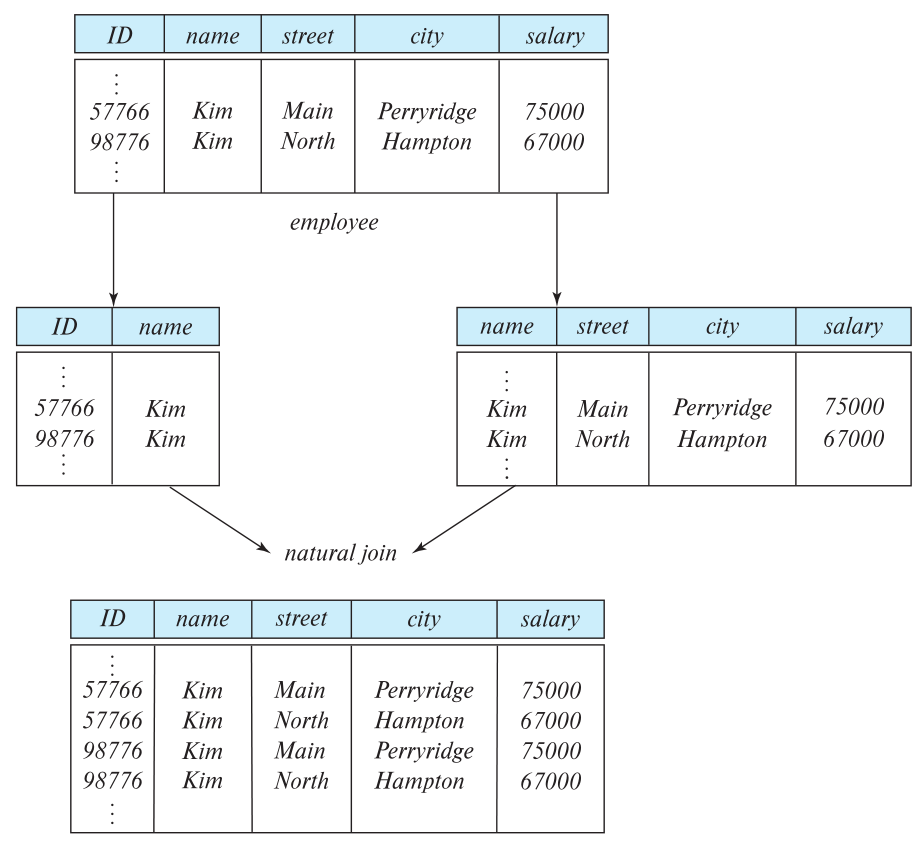 ID name street city salary
⋮
57766 Kim Main Perryridge 75000
98776 Kim North Hampton 67000
⋮
employee
ID name
⋮
57766 Kim
98776 Kim
⋮
name street city salary
⋮
Kim Main Perryridge 75000
Kim North Hampton 67000
⋮
natural join
ID name street city salary
⋮
57766 Kim Main Perryridge 75000
57766 Kim North Hampton 67000
98776 Kim Main Perryridge 75000
98776 Kim North Hampton 67000
⋮